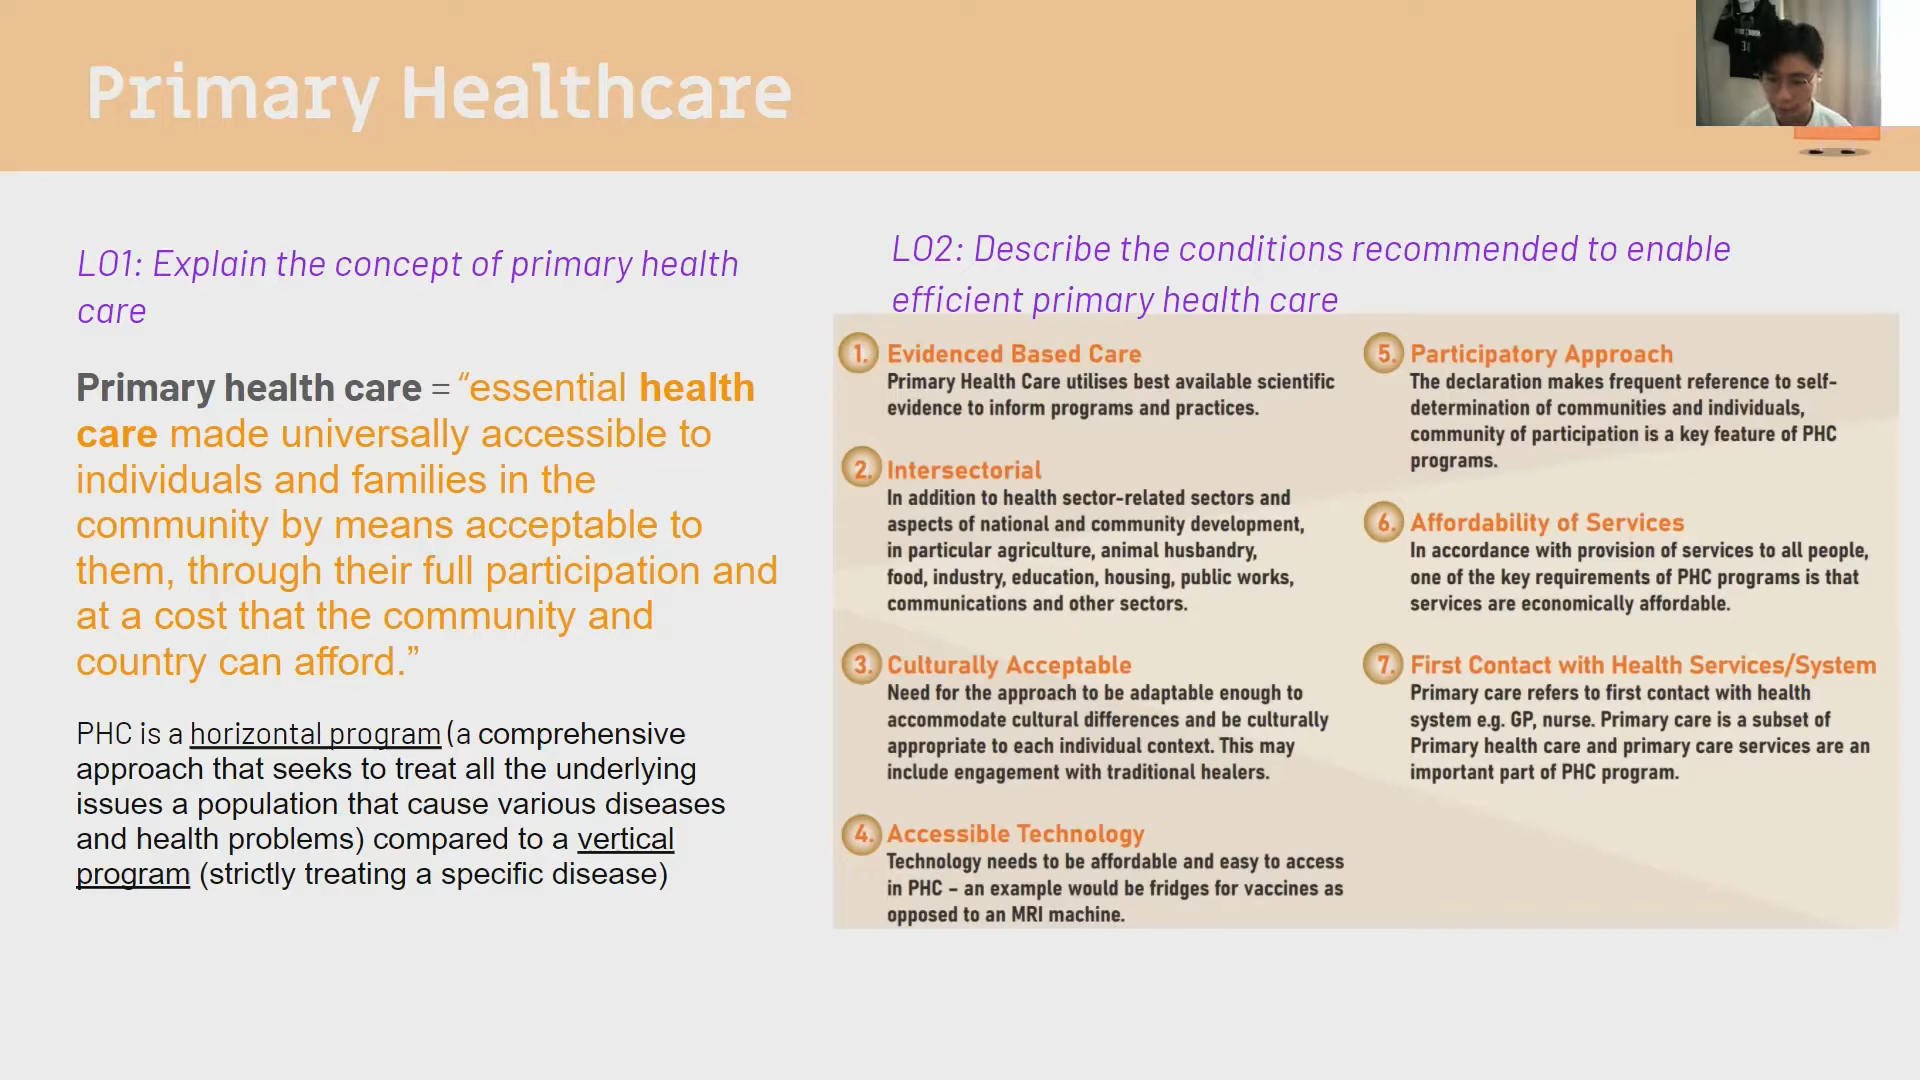 Primary Healthcare
LO1: Explain the concept of primary health
care
Primary health care = “essential health
care made universally accessible to
individuals and families in the
community by means acceptable to
them, through their full participation and
at a cost that the community and
country can afford.”
PHC is a horizontal program (a comprehensive
approach that seeks to treat all the underlying
issues a population that cause various diseases
and health problems) compared to a vertical
program (strictly treating a specific disease)
LO2: Describe the conditions recommended to enable
efficient primary health care
1. Evidenced Based Care
Primary Health Care utilises best available scientific
evidence to inform programs and practices.
2. Intersectorial
In addition to health sector-related sectors and
aspects of national and community development,
in particular agriculture, animal husbandry,
food, industry, education, housing, public works,
communications and other sectors.
3. Culturally Acceptable
Need for the approach to be adaptable enough to
accommodate cultural differences and be culturally
appropriate to each individual context. This may
include engagement with traditional healers.
4. Accessible Technology
Technology needs to be affordable and easy to access
in PHC – an example would be fridges for vaccines as
opposed to an MRI machine.
5. Participatory Approach
The declaration makes frequent reference to self-
determination of communities and individuals,
community of participation is a key feature of PHC
programs.
6. Affordability of Services
In accordance with provision of services to all people,
one of the key requirements of PHC programs is that
services are economically affordable.
7. First Contact with Health Services/System
Primary care refers to first contact with health
system e.g. GP, nurse. Primary care is a subset of
Primary health care and primary care services are an
important part of PHC program.